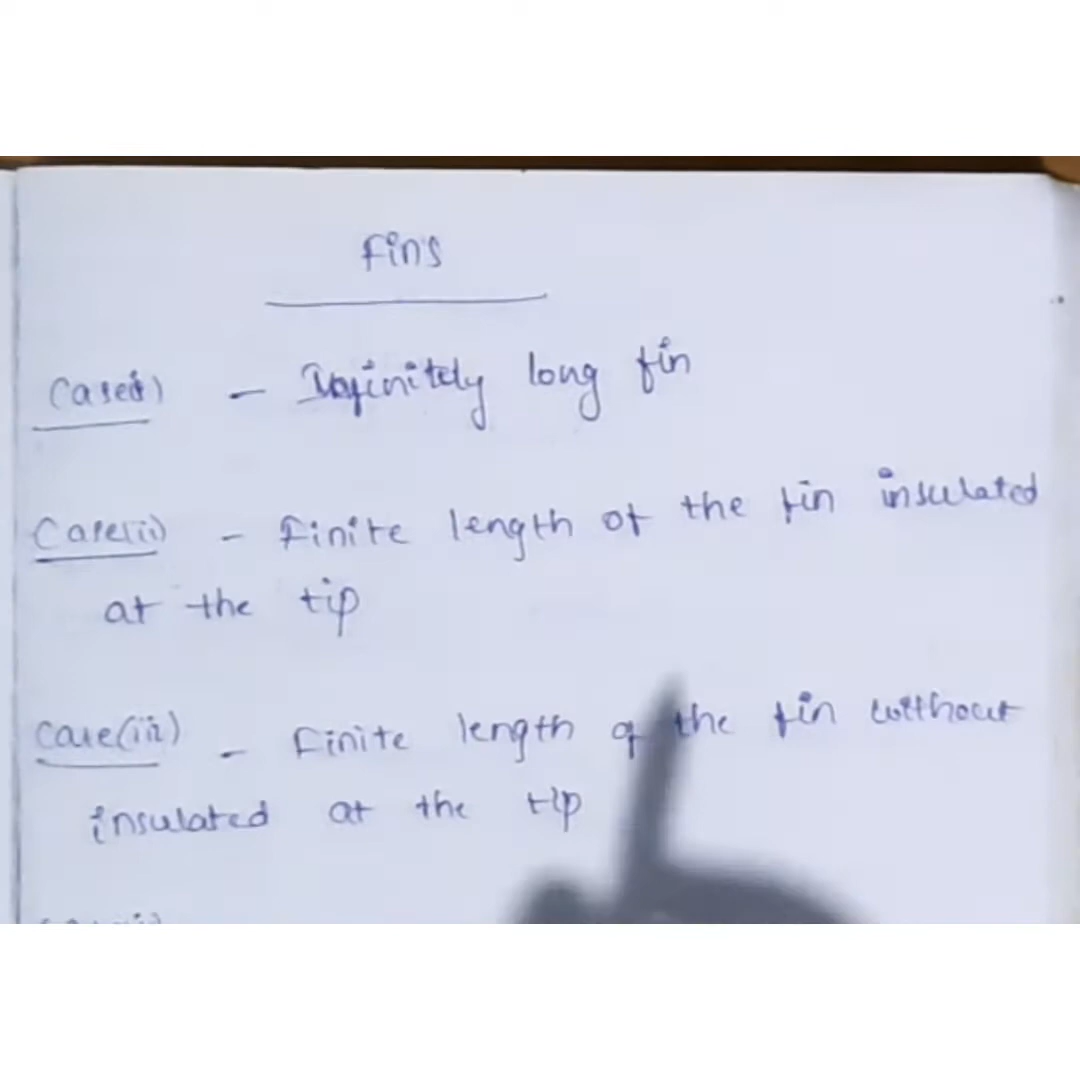 Fin's
Case(i) - Infinitely long fin
Case(ii) - Finite length of the fin insulated
at the tip
Case(iii) - Finite length of the fin without
insulated at the tip